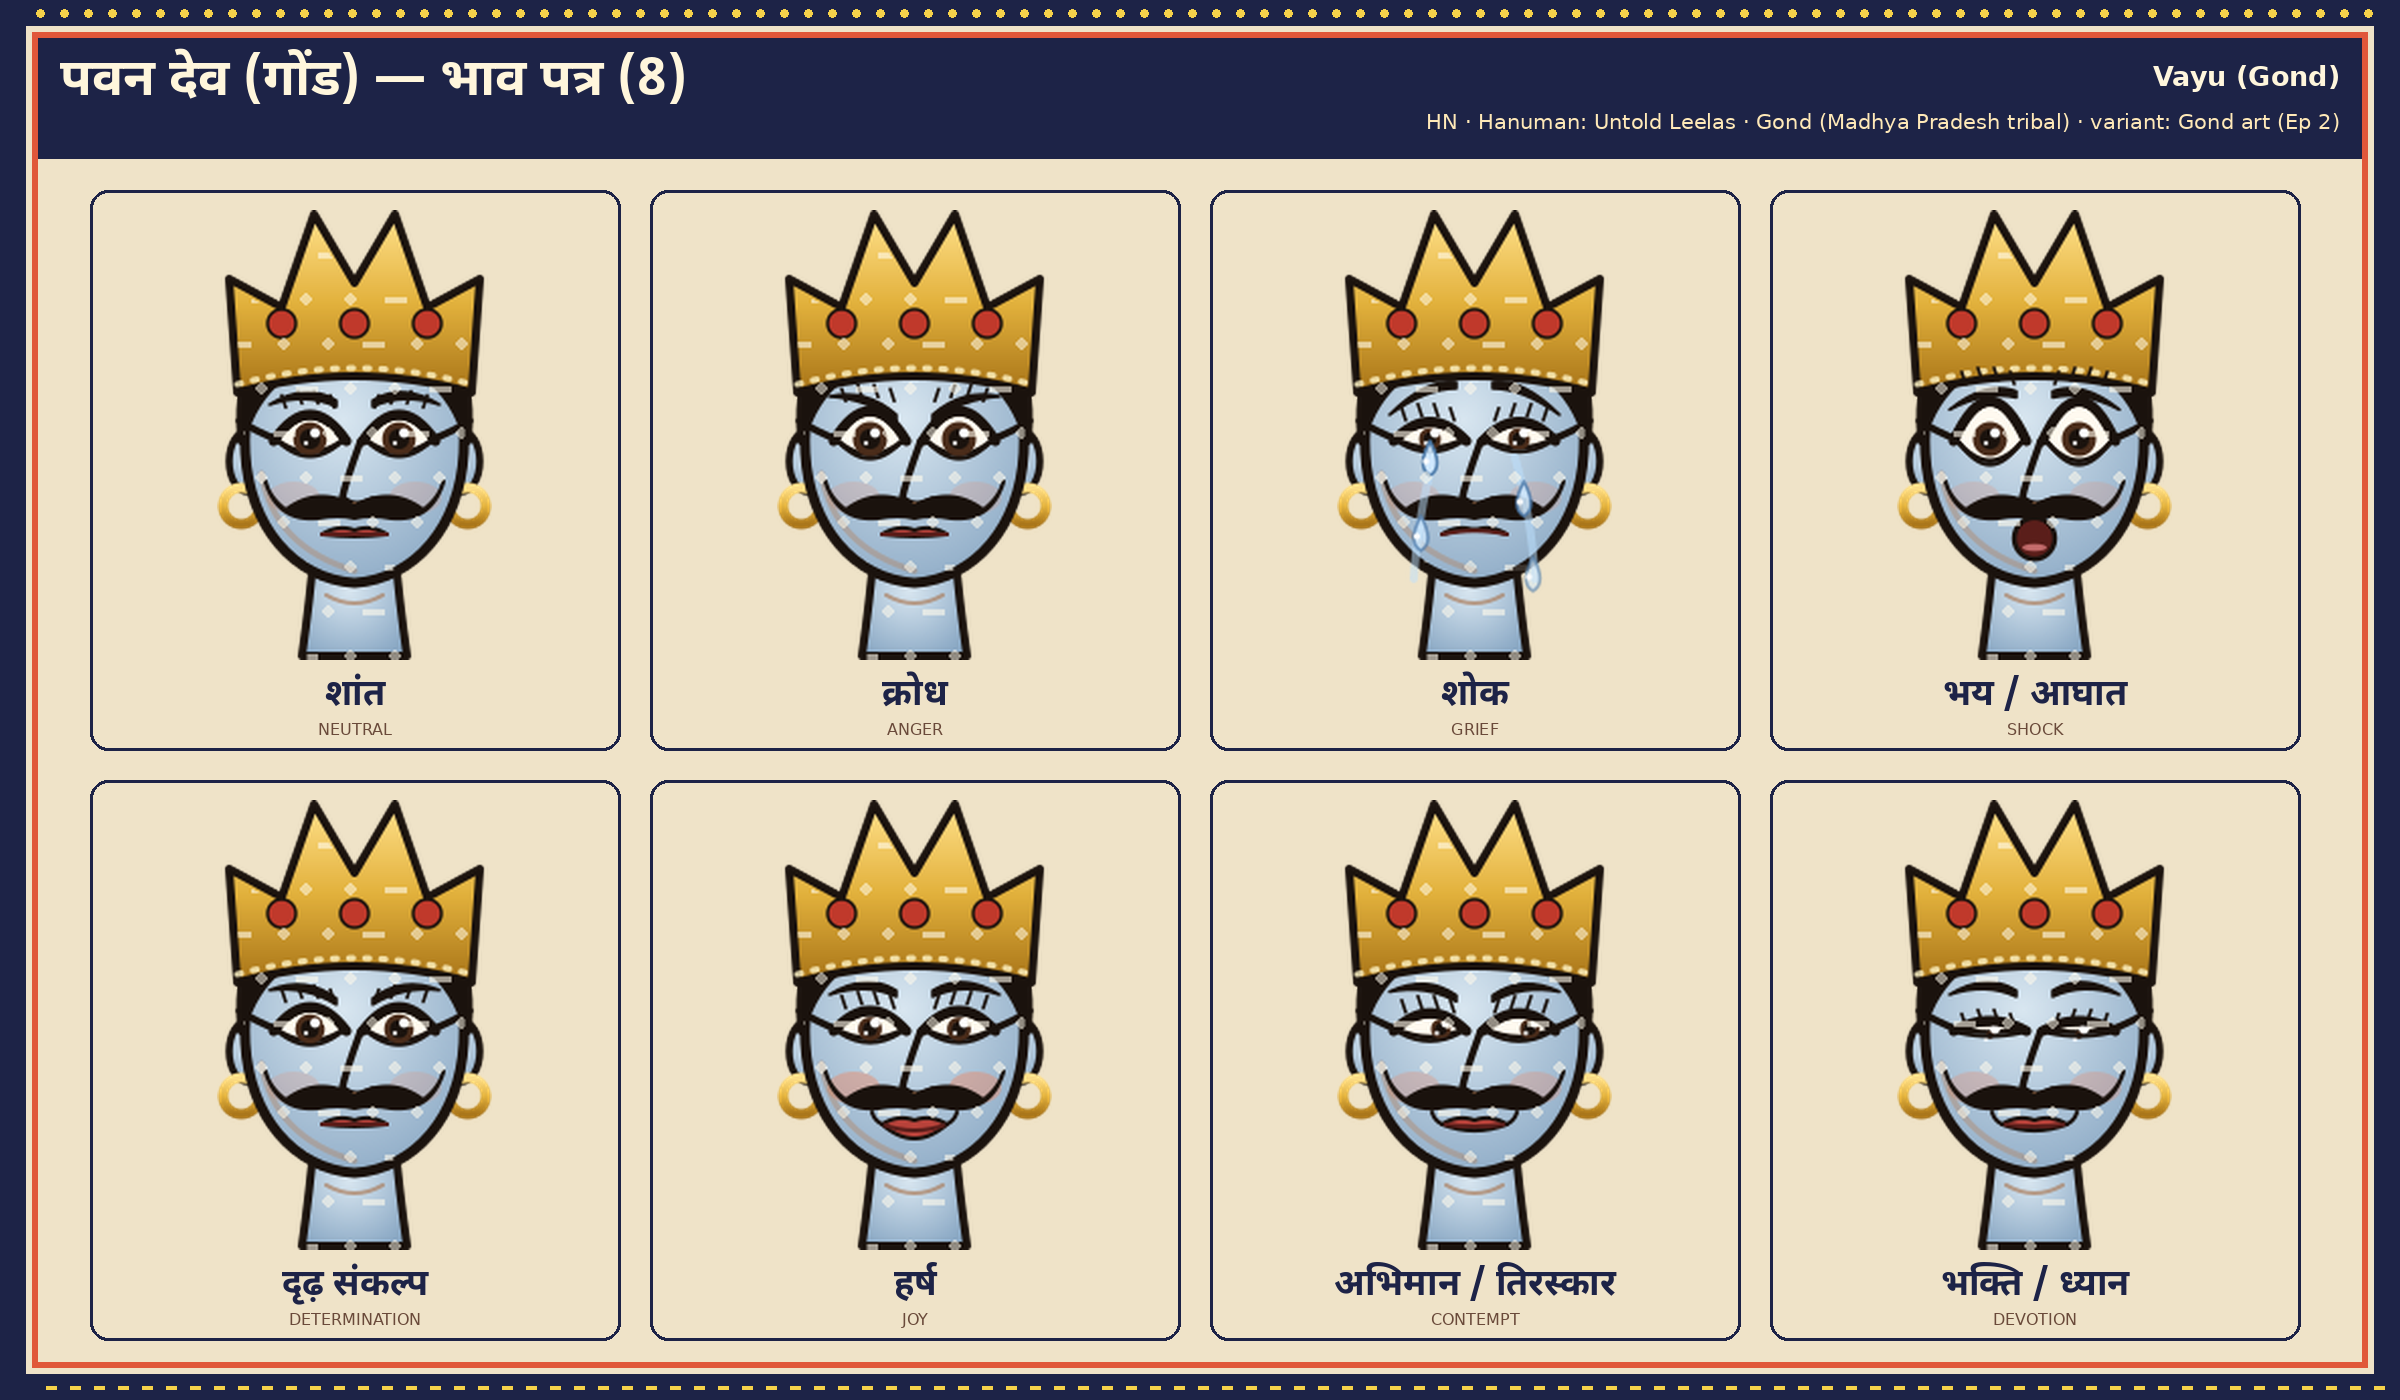 पवन देव (गोंड) — भाव पत्र (8)
Vayu (Gond)
HN · Hanuman: Untold Leelas · Gond (Madhya Pradesh tribal) · variant: Gond art (Ep 2)
शांत
NEUTRAL
क्रोध
ANGER
शोक
GRIEF
भय / आघात
SHOCK
दृढ़ संकल्प
DETERMINATION
हर्ष
JOY
अभिमान / तिरस्कार
CONTEMPT
भक्ति / ध्यान
DEVOTION